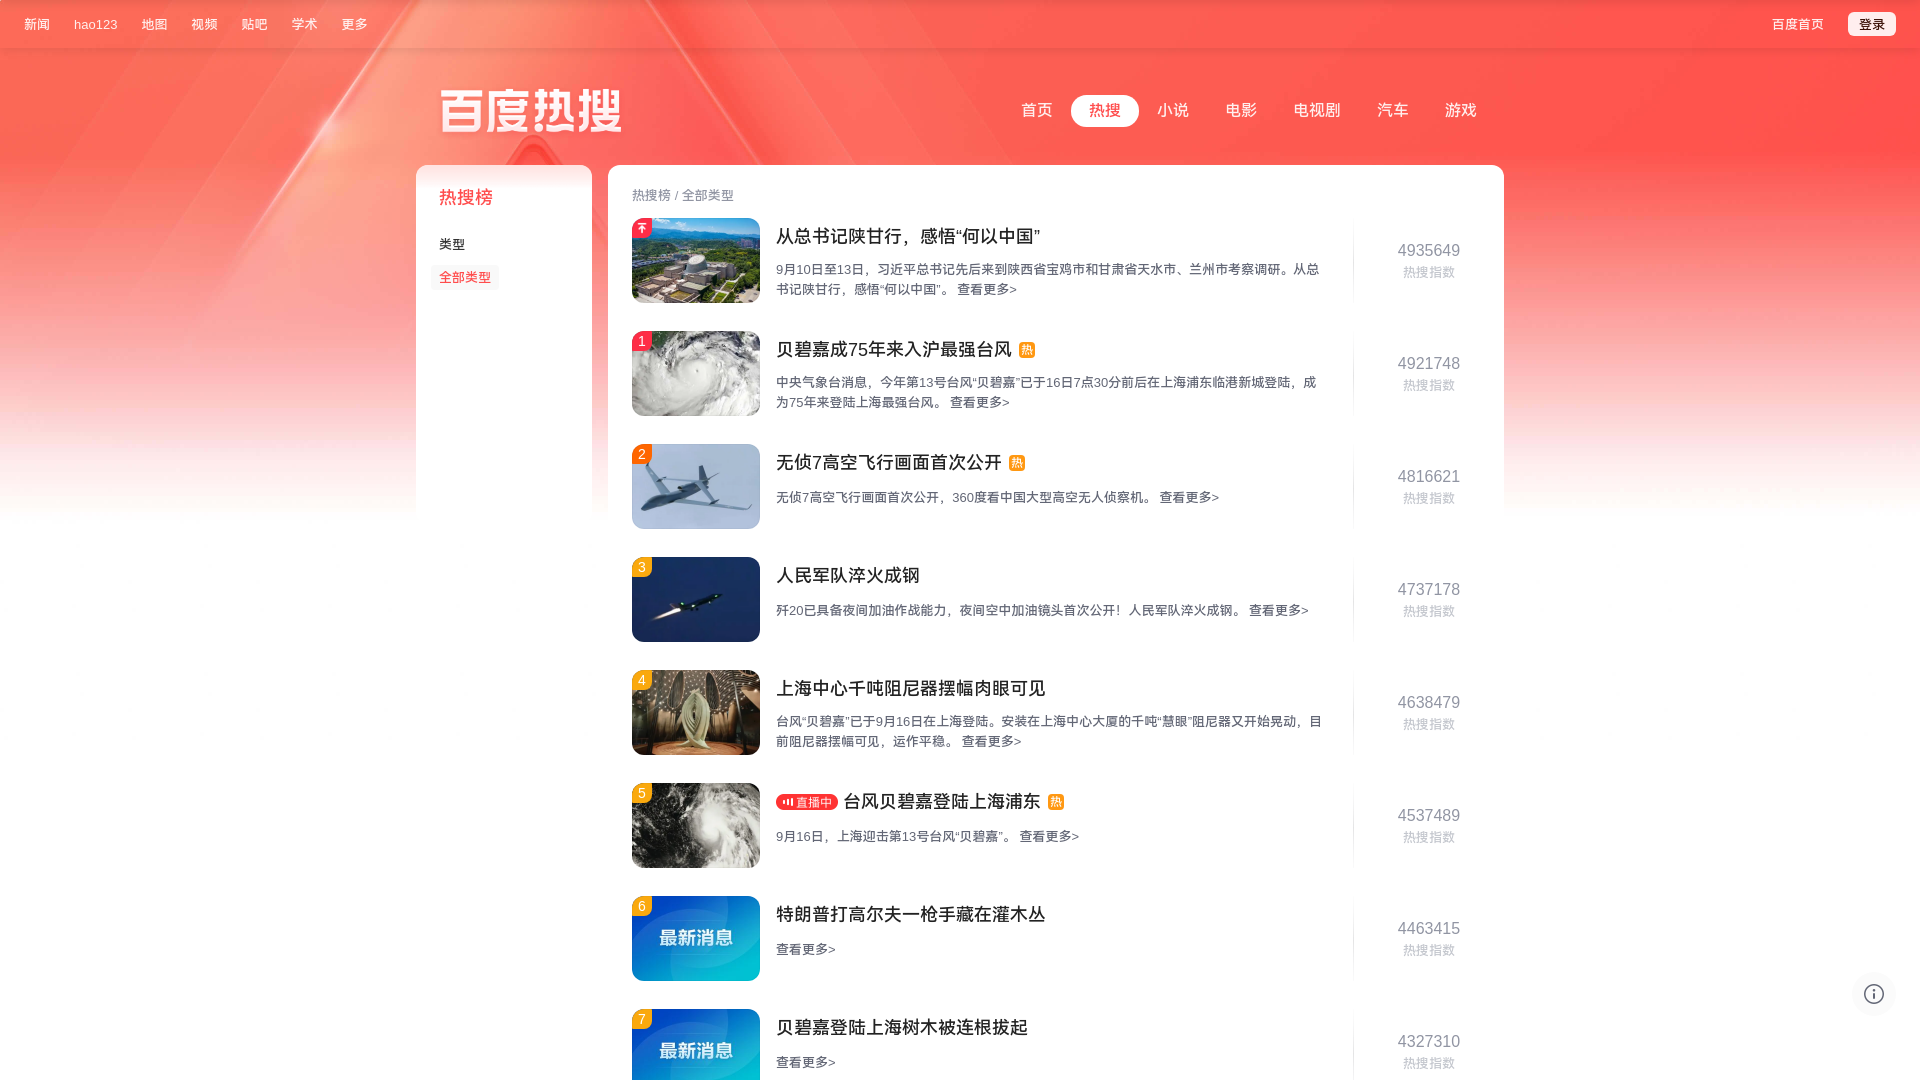 新闻 hao123 地图 视频 贴吧 学术 更多 百度首页 登录
百度热搜
首页 热搜 小说 电影 电视剧 汽车 游戏
热搜榜
类型
全部类型
热搜榜 / 全部类型
从总书记陕甘行，感悟“何以中国”
9月10日至13日，习近平总书记先后来到陕西省宝鸡市和甘肃省天水市、兰州市考察调研。从总
书记陕甘行，感悟“何以中国”。 查看更多>
4935649
热搜指数
1
贝碧嘉成75年来入沪最强台风 热
中央气象台消息，今年第13号台风“贝碧嘉”已于16日7点30分前后在上海浦东临港新城登陆，成
为75年来登陆上海最强台风。 查看更多>
4921748
热搜指数
2
无侦7高空飞行画面首次公开 热
无侦7高空飞行画面首次公开，360度看中国大型高空无人侦察机。 查看更多>
4816621
热搜指数
3
人民军队淬火成钢
歼20已具备夜间加油作战能力，夜间空中加油镜头首次公开！人民军队淬火成钢。 查看更多>
4737178
热搜指数
4
上海中心千吨阻尼器摆幅肉眼可见
台风“贝碧嘉”已于9月16日在上海登陆。安装在上海中心大厦的千吨“慧眼”阻尼器又开始晃动，目
前阻尼器摆幅可见，运作平稳。 查看更多>
4638479
热搜指数
5
直播中 台风贝碧嘉登陆上海浦东 热
9月16日，上海迎击第13号台风“贝碧嘉”。 查看更多>
4537489
热搜指数
6
最新消息
特朗普打高尔夫一枪手藏在灌木丛
查看更多>
4463415
热搜指数
7
最新消息
贝碧嘉登陆上海树木被连根拔起
查看更多>
4327310
热搜指数